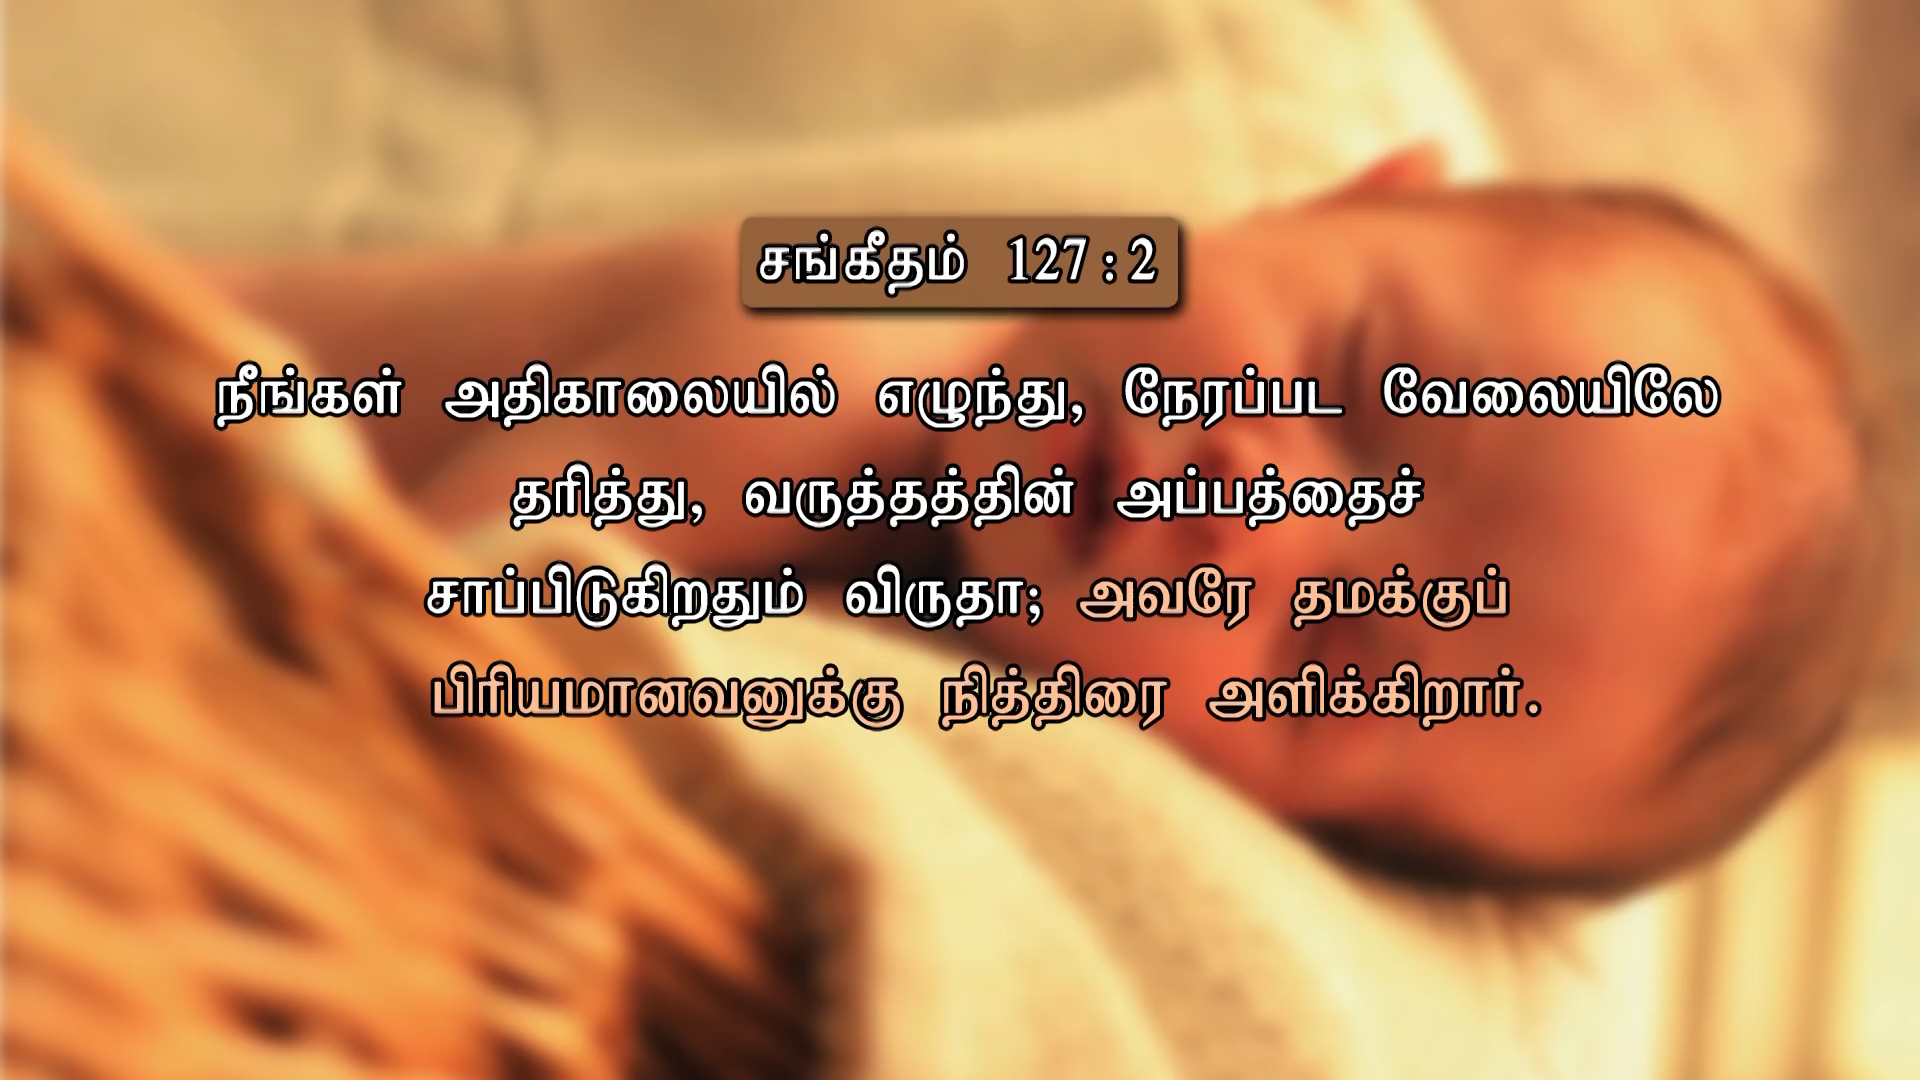 சங்கீதம் 127:2
நீங்கள் அதிகாலையில் எழுந்து, நேரப்பட வேலையிலே
தரித்து, வருத்தத்தின் அப்பத்தைச்
சாப்பிடுகிறதும் விருதா; அவரே தமக்குப்
பிரியமானவனுக்கு நித்திரை அளிக்கிறார்.